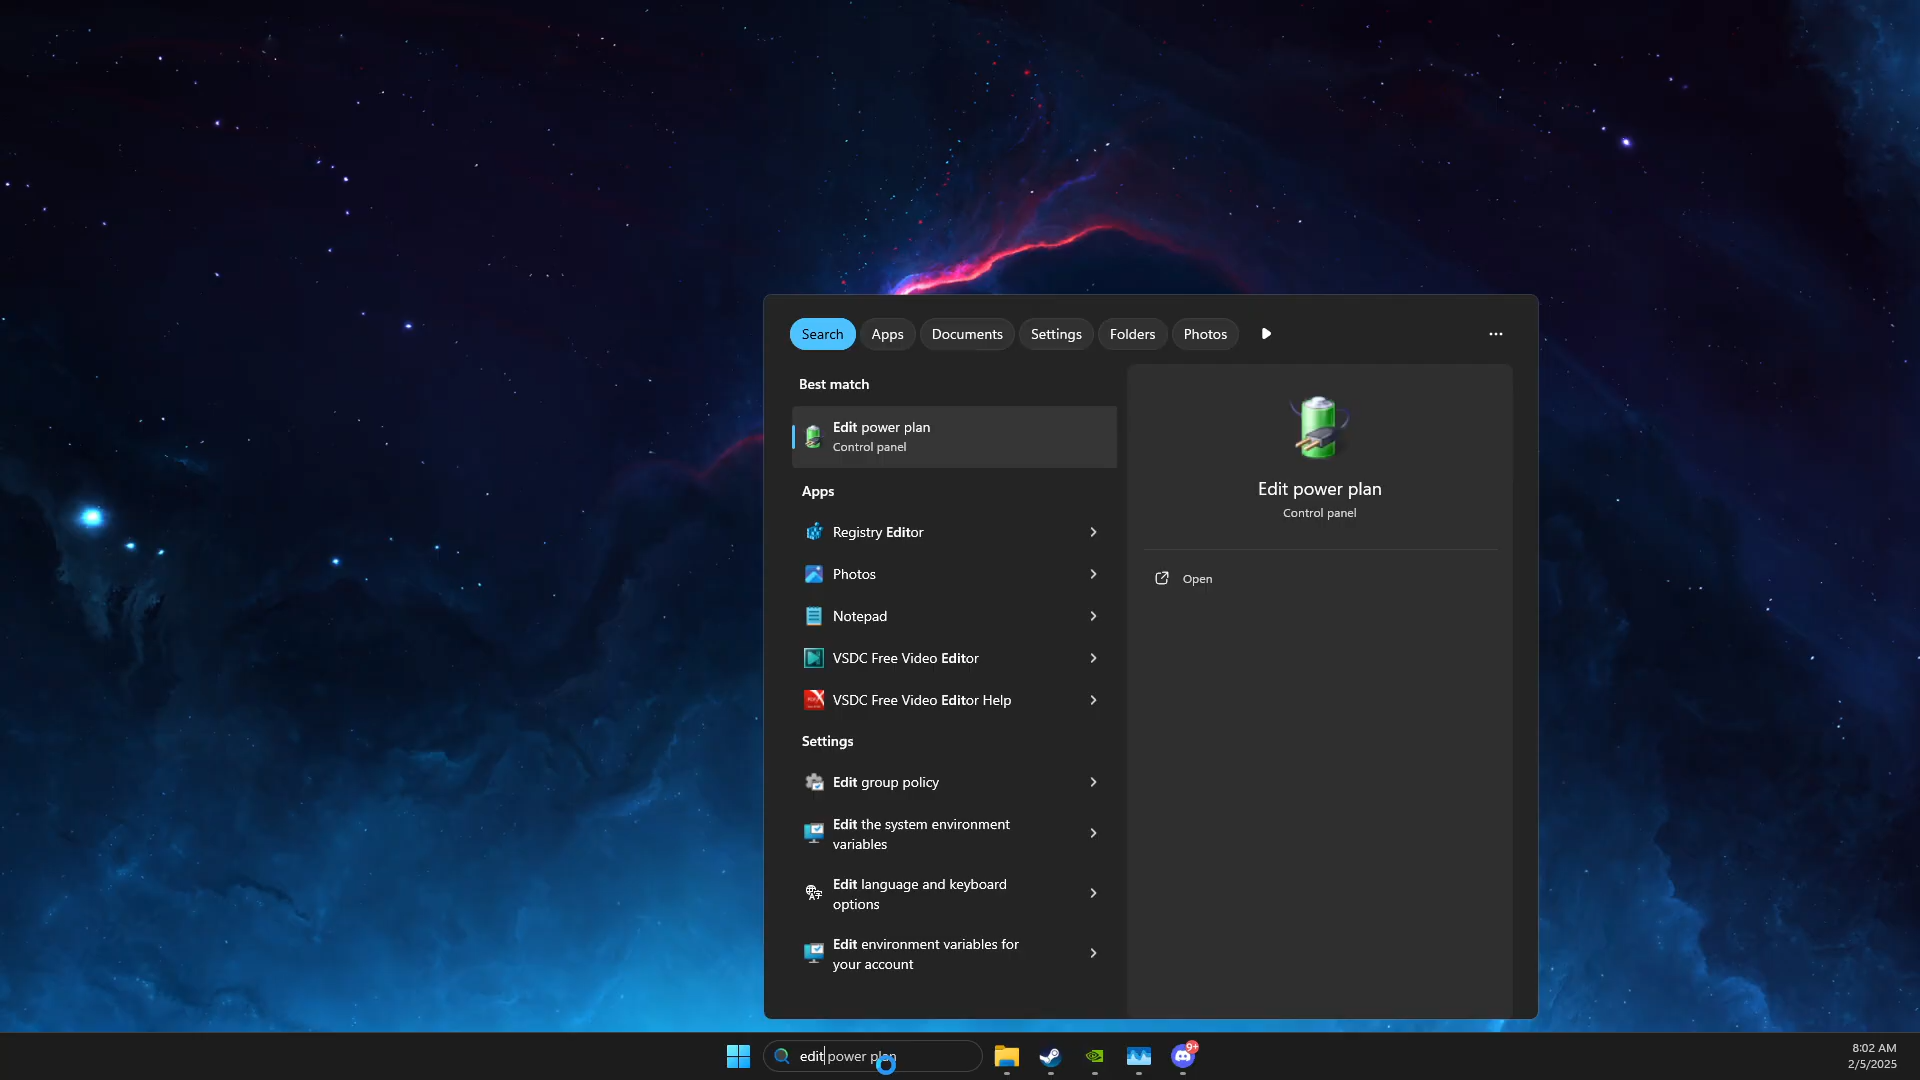 Search
Apps
Documents
Settings
Folders
Photos
Best match
Edit power plan
Control panel
Apps
Registry Editor
Photos
Notepad
VSDC Free Video Editor
VSDC Free Video Editor Help
Settings
Edit group policy
Edit the system environment
variables
Edit language and keyboard
options
Edit environment variables for
your account
Edit power plan
Control panel
Open
edit power plan
9+
8:02 AM
2/5/2025